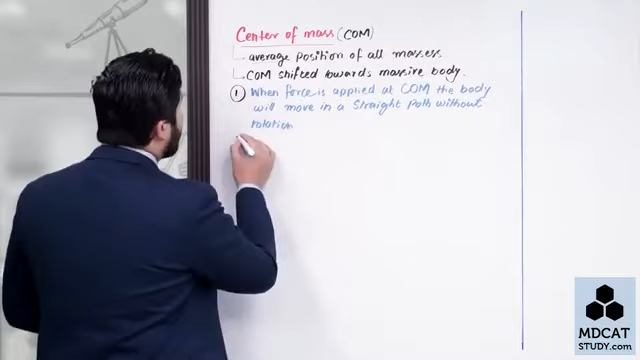 Center of mass (COM)
average position of all masses.
COM shifted towards massive body.
① When force is applied at COM the body
will move in a straight path without
rotation
MDCAT
STUDY.com